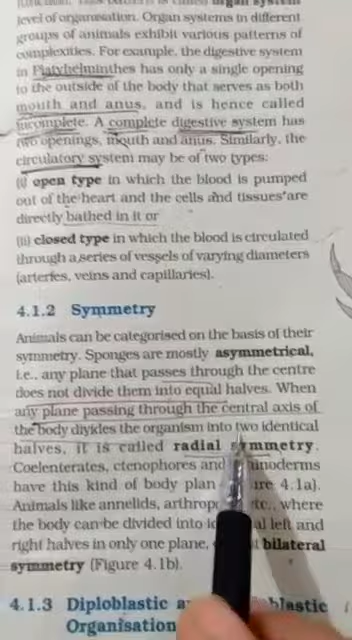 organ system
level of organisation. Organ systems in different
groups of animals exhibit various patterns of
complexities. For example, the digestive system
in Platyhelminthes has only a single opening
to the outside of the body that serves as both
mouth and anus, and is hence called
incomplete. A complete digestive system has
two openings, mouth and anus. Similarly, the
circulatory system may be of two types:
(i) open type in which the blood is pumped
out of the heart and the cells and tissues are
directly bathed in it or
(ii) closed type in which the blood is circulated
through a series of vessels of varying diameters
(arteries, veins and capillaries).
4.1.2 Symmetry
Animals can be categorised on the basis of their
symmetry. Sponges are mostly asymmetrical,
i.e., any plane that passes through the centre
does not divide them into equal halves. When
any plane passing through the central axis of
the body divides the organism into two identical
halves, it is called radial symmetry.
Coelenterates, ctenophores and
have this kind of body plan 4.1a).
Animals like annelids, where
the body can be divided into left and
right halves in only one plane, bilateral
symmetry (Figure 4.1b).
4.1.3 Diploblastic
Organisation